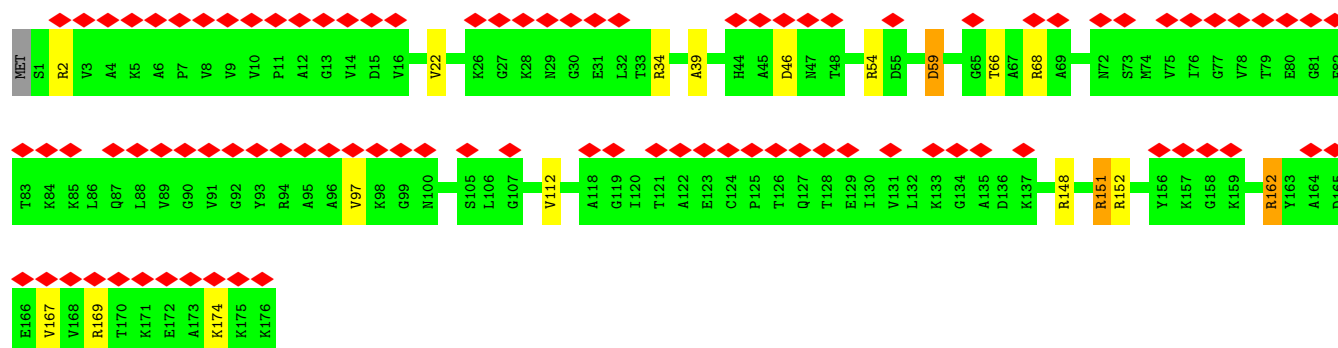 MET S1 R2 V3 A4 K5 A6 P7 V8 V9 V10 P11 A12 G13 V14 D15 V16 V22 K26 G27 K28 N29 G30 E31 L32 T33 R34 A39 H44 A45 D46 N47 T48 R54 D55 D59 G65 T66 A67 R68 A69 N72 S73 M74 V75 I76 G77 V78 T79 E80 G81
T83 K84 K85 L86 Q87 L88 V89 G90 V91 G92 Y93 R94 A95 A96 V97 K98 G99 N100 S105 L106 G107 V112 A118 G119 I120 T121 A122 E123 C124 P125 T126 Q127 T128 E129 I130 V131 L132 K133 G134 A135 D136 K137 R148 R151 R152 Y156 K157 G158 K159 R162 Y163 A164 D165
E166 V167 V168 R169 T170 K171 E172 A173 K174 K175 K176